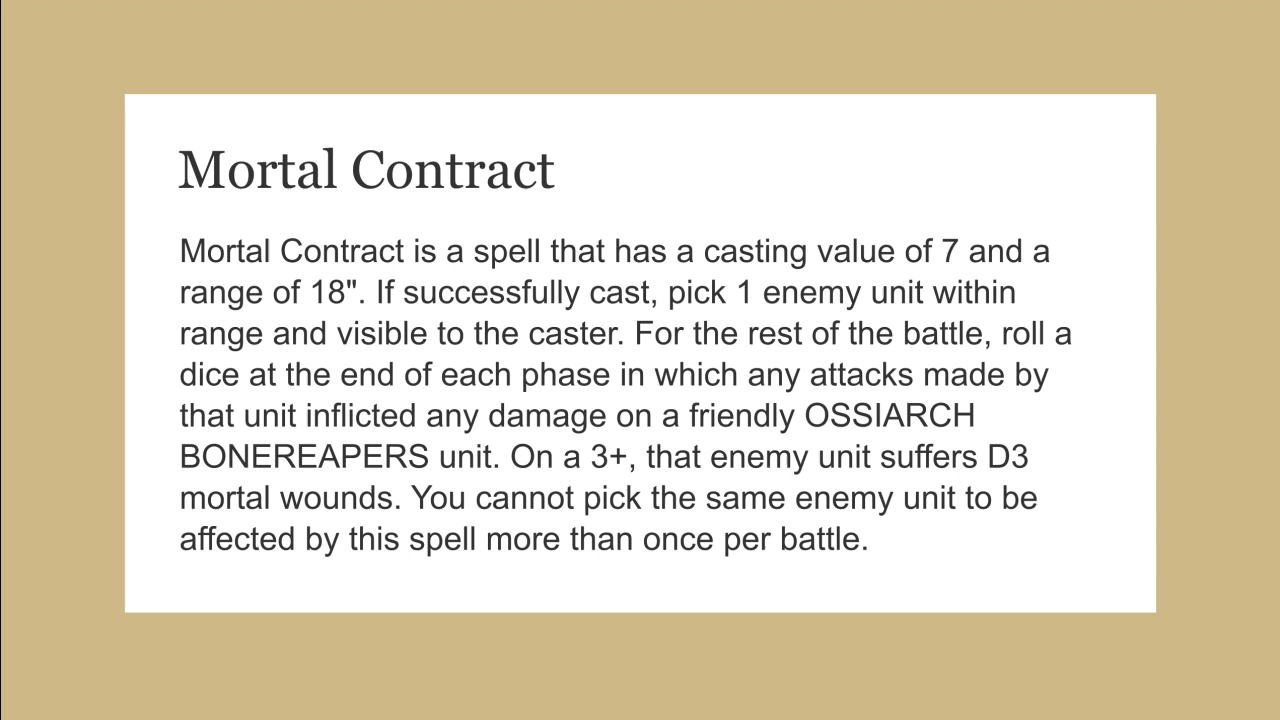 Mortal Contract
Mortal Contract is a spell that has a casting value of 7 and a
range of 18". If successfully cast, pick 1 enemy unit within
range and visible to the caster. For the rest of the battle, roll a
dice at the end of each phase in which any attacks made by
that unit inflicted any damage on a friendly OSSIARCH
BONEREAPERS unit. On a 3+, that enemy unit suffers D3
mortal wounds. You cannot pick the same enemy unit to be
affected by this spell more than once per battle.